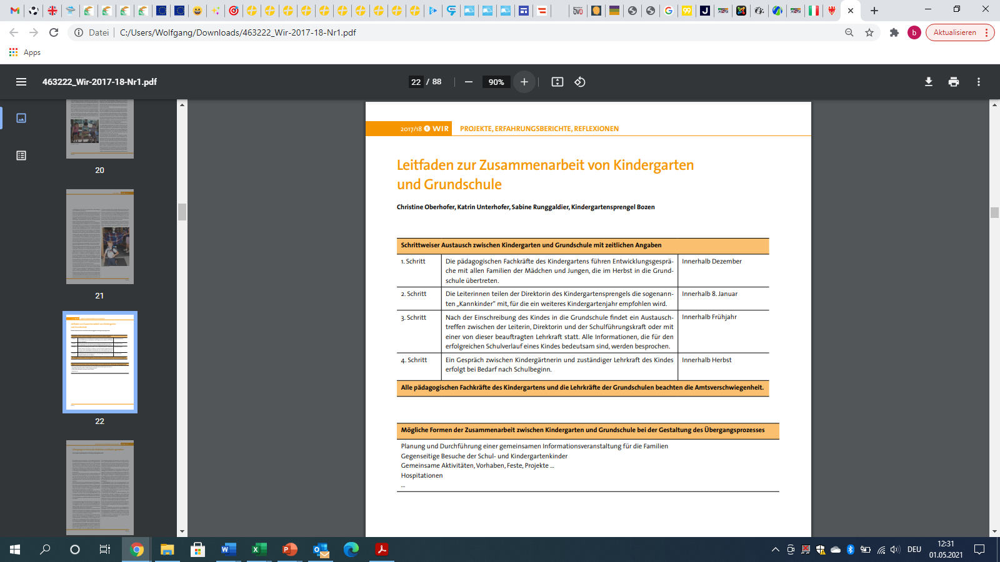 Datei
C:/Users/Wolfgang/Downloads/463222_Wir-2017-18-Nr1.pdf
b
Aktualisieren
Apps
463222_Wir-2017-18-Nr1.pdf
22 / 88
90%
20
21
22
2017/18 1 WIR PROJEKTE, ERFAHRUNGSBERICHTE, REFLEXIONEN
Leitfaden zur Zusammenarbeit von Kindergarten
und Grundschule
Christine Oberhofer, Katrin Unterhofer, Sabine Runggaldier, Kindergartensprengel Bozen
Schrittweiser Austausch zwischen Kindergarten und Grundschule mit zeitlichen Angaben
1. Schritt
Die pädagogischen Fachkräfte des Kindergartens führen Entwicklungsgesprä-
che mit allen Familien der Mädchen und Jungen, die im Herbst in die Grund-
schule übertreten.
Innerhalb Dezember
2. Schritt
Die Leiterinnen teilen der Direktorin des Kindergartensprengels die sogenann-
ten „Kannkinder“ mit, für die ein weiteres Kindergartenjahr empfohlen wird.
Innerhalb 8. Januar
3. Schritt
Nach der Einschreibung des Kindes in die Grundschule findet ein Austausch-
treffen zwischen der Leiterin, Direktorin und der Schulführungskraft oder mit
einer von dieser beauftragten Lehrkraft statt. Alle Informationen, die für den
erfolgreichen Schulverlauf eines Kindes bedeutsam sind, werden besprochen.
Innerhalb Frühjahr
4. Schritt
Ein Gespräch zwischen Kindergärtnerin und zuständiger Lehrkraft des Kindes
erfolgt bei Bedarf nach Schulbeginn.
Innerhalb Herbst
Alle pädagogischen Fachkräfte des Kindergartens und die Lehrkräfte der Grundschulen beachten die Amtsverschwiegenheit.
Mögliche Formen der Zusammenarbeit zwischen Kindergarten und Grundschule bei der Gestaltung des Übergangsprozesses
Planung und Durchführung einer gemeinsamen Informationsveranstaltung für die Familien
Gegenseitige Besuche der Schul- und Kindergartenkinder
Gemeinsame Aktivitäten, Vorhaben, Feste, Projekte ...
Hospitationen
...
DEU
12:31
01.05.2021